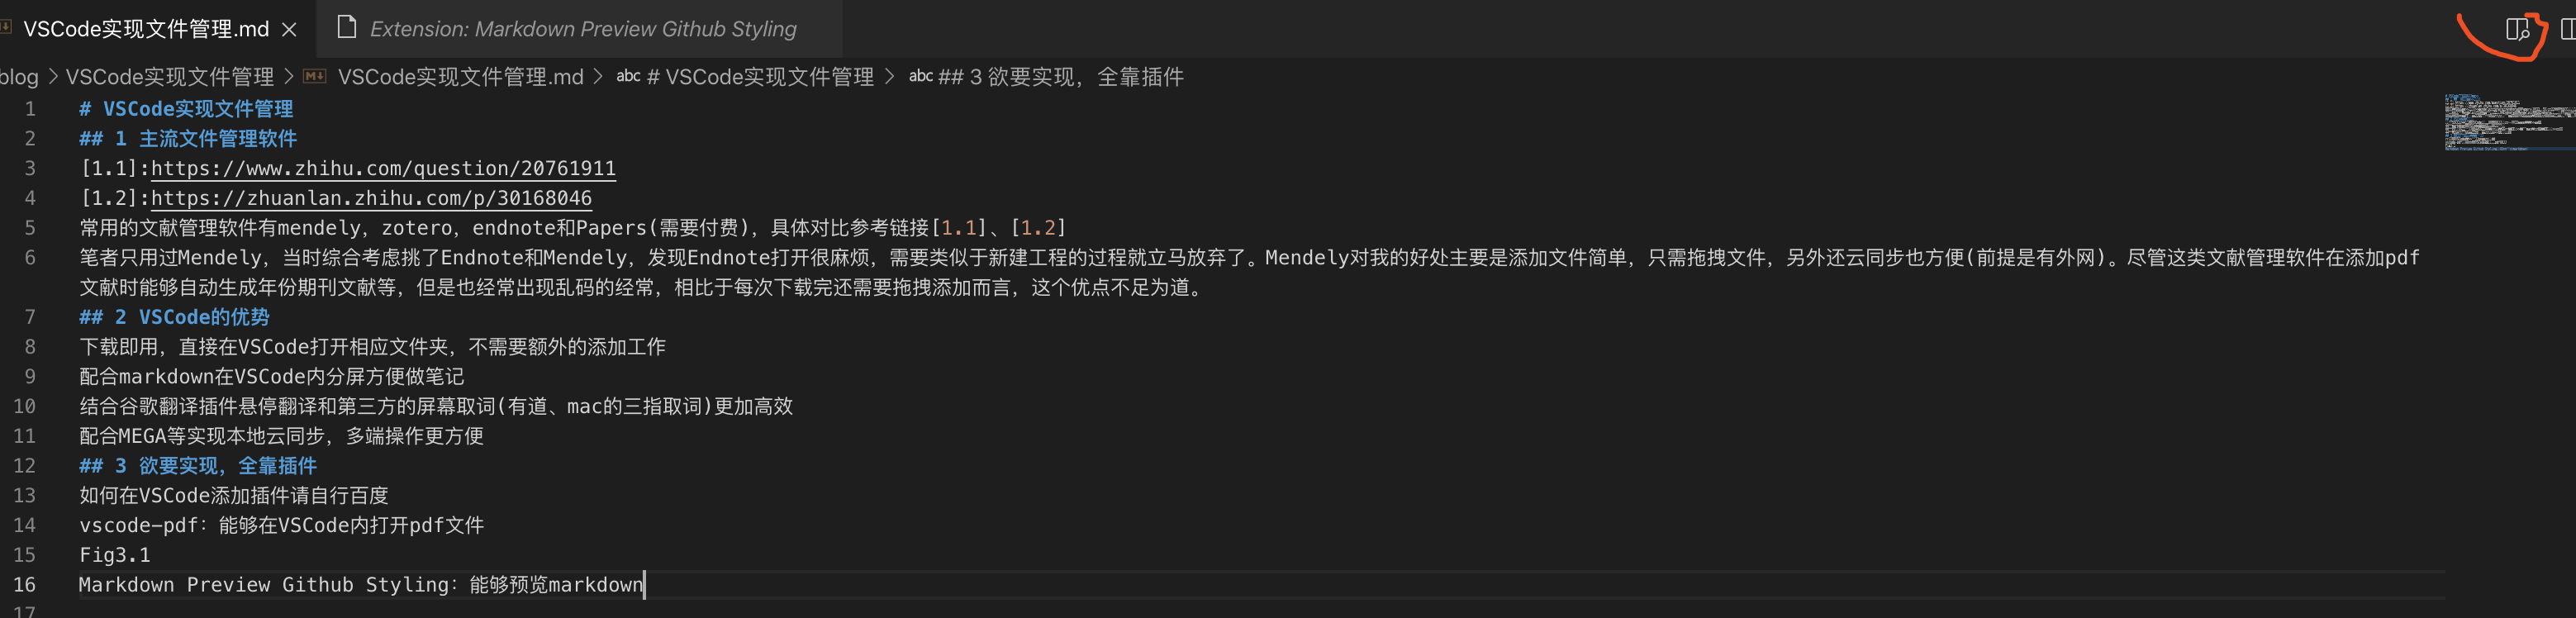 VSCode实现文件管理.md
Extension: Markdown Preview Github Styling
blog > VSCode实现文件管理 > VSCode实现文件管理.md > abc # VSCode实现文件管理 > abc ## 3 欲要实现，全靠插件
1 # VSCode实现文件管理
2 ## 1 主流文件管理软件
3 [1.1]:https://www.zhihu.com/question/20761911
4 [1.2]:https://zhuanlan.zhihu.com/p/30168046
5 常用的文献管理软件有mendely，zotero，endnote和Papers(需要付费)，具体对比参考链接[1.1]、[1.2]
6 笔者只用过Mendely，当时综合考虑挑了Endnote和Mendely，发现Endnote打开很麻烦，需要类似于新建工程的过程就立马放弃了。Mendely对我的好处主要是添加文件简单，只需拖拽文件，另外还云同步也方便(前提是有外网)。尽管这类文献管理软件在添加pdf
文献时能够自动生成年份期刊文献等，但是也经常出现乱码的经常，相比于每次下载完还需要拖拽添加而言，这个优点不足为道。
7 ## 2 VSCode的优势
8 下载即用，直接在VSCode打开相应文件夹，不需要额外的添加工作
9 配合markdown在VSCode内分屏方便做笔记
10 结合谷歌翻译插件悬停翻译和第三方的屏幕取词(有道、mac的三指取词)更加高效
11 配合MEGA等实现本地云同步，多端操作更方便
12 ## 3 欲要实现，全靠插件
13 如何在VSCode添加插件请自行百度
14 vscode-pdf：能够在VSCode内打开pdf文件
15 Fig3.1
16 Markdown Preview Github Styling：能够预览markdown
17